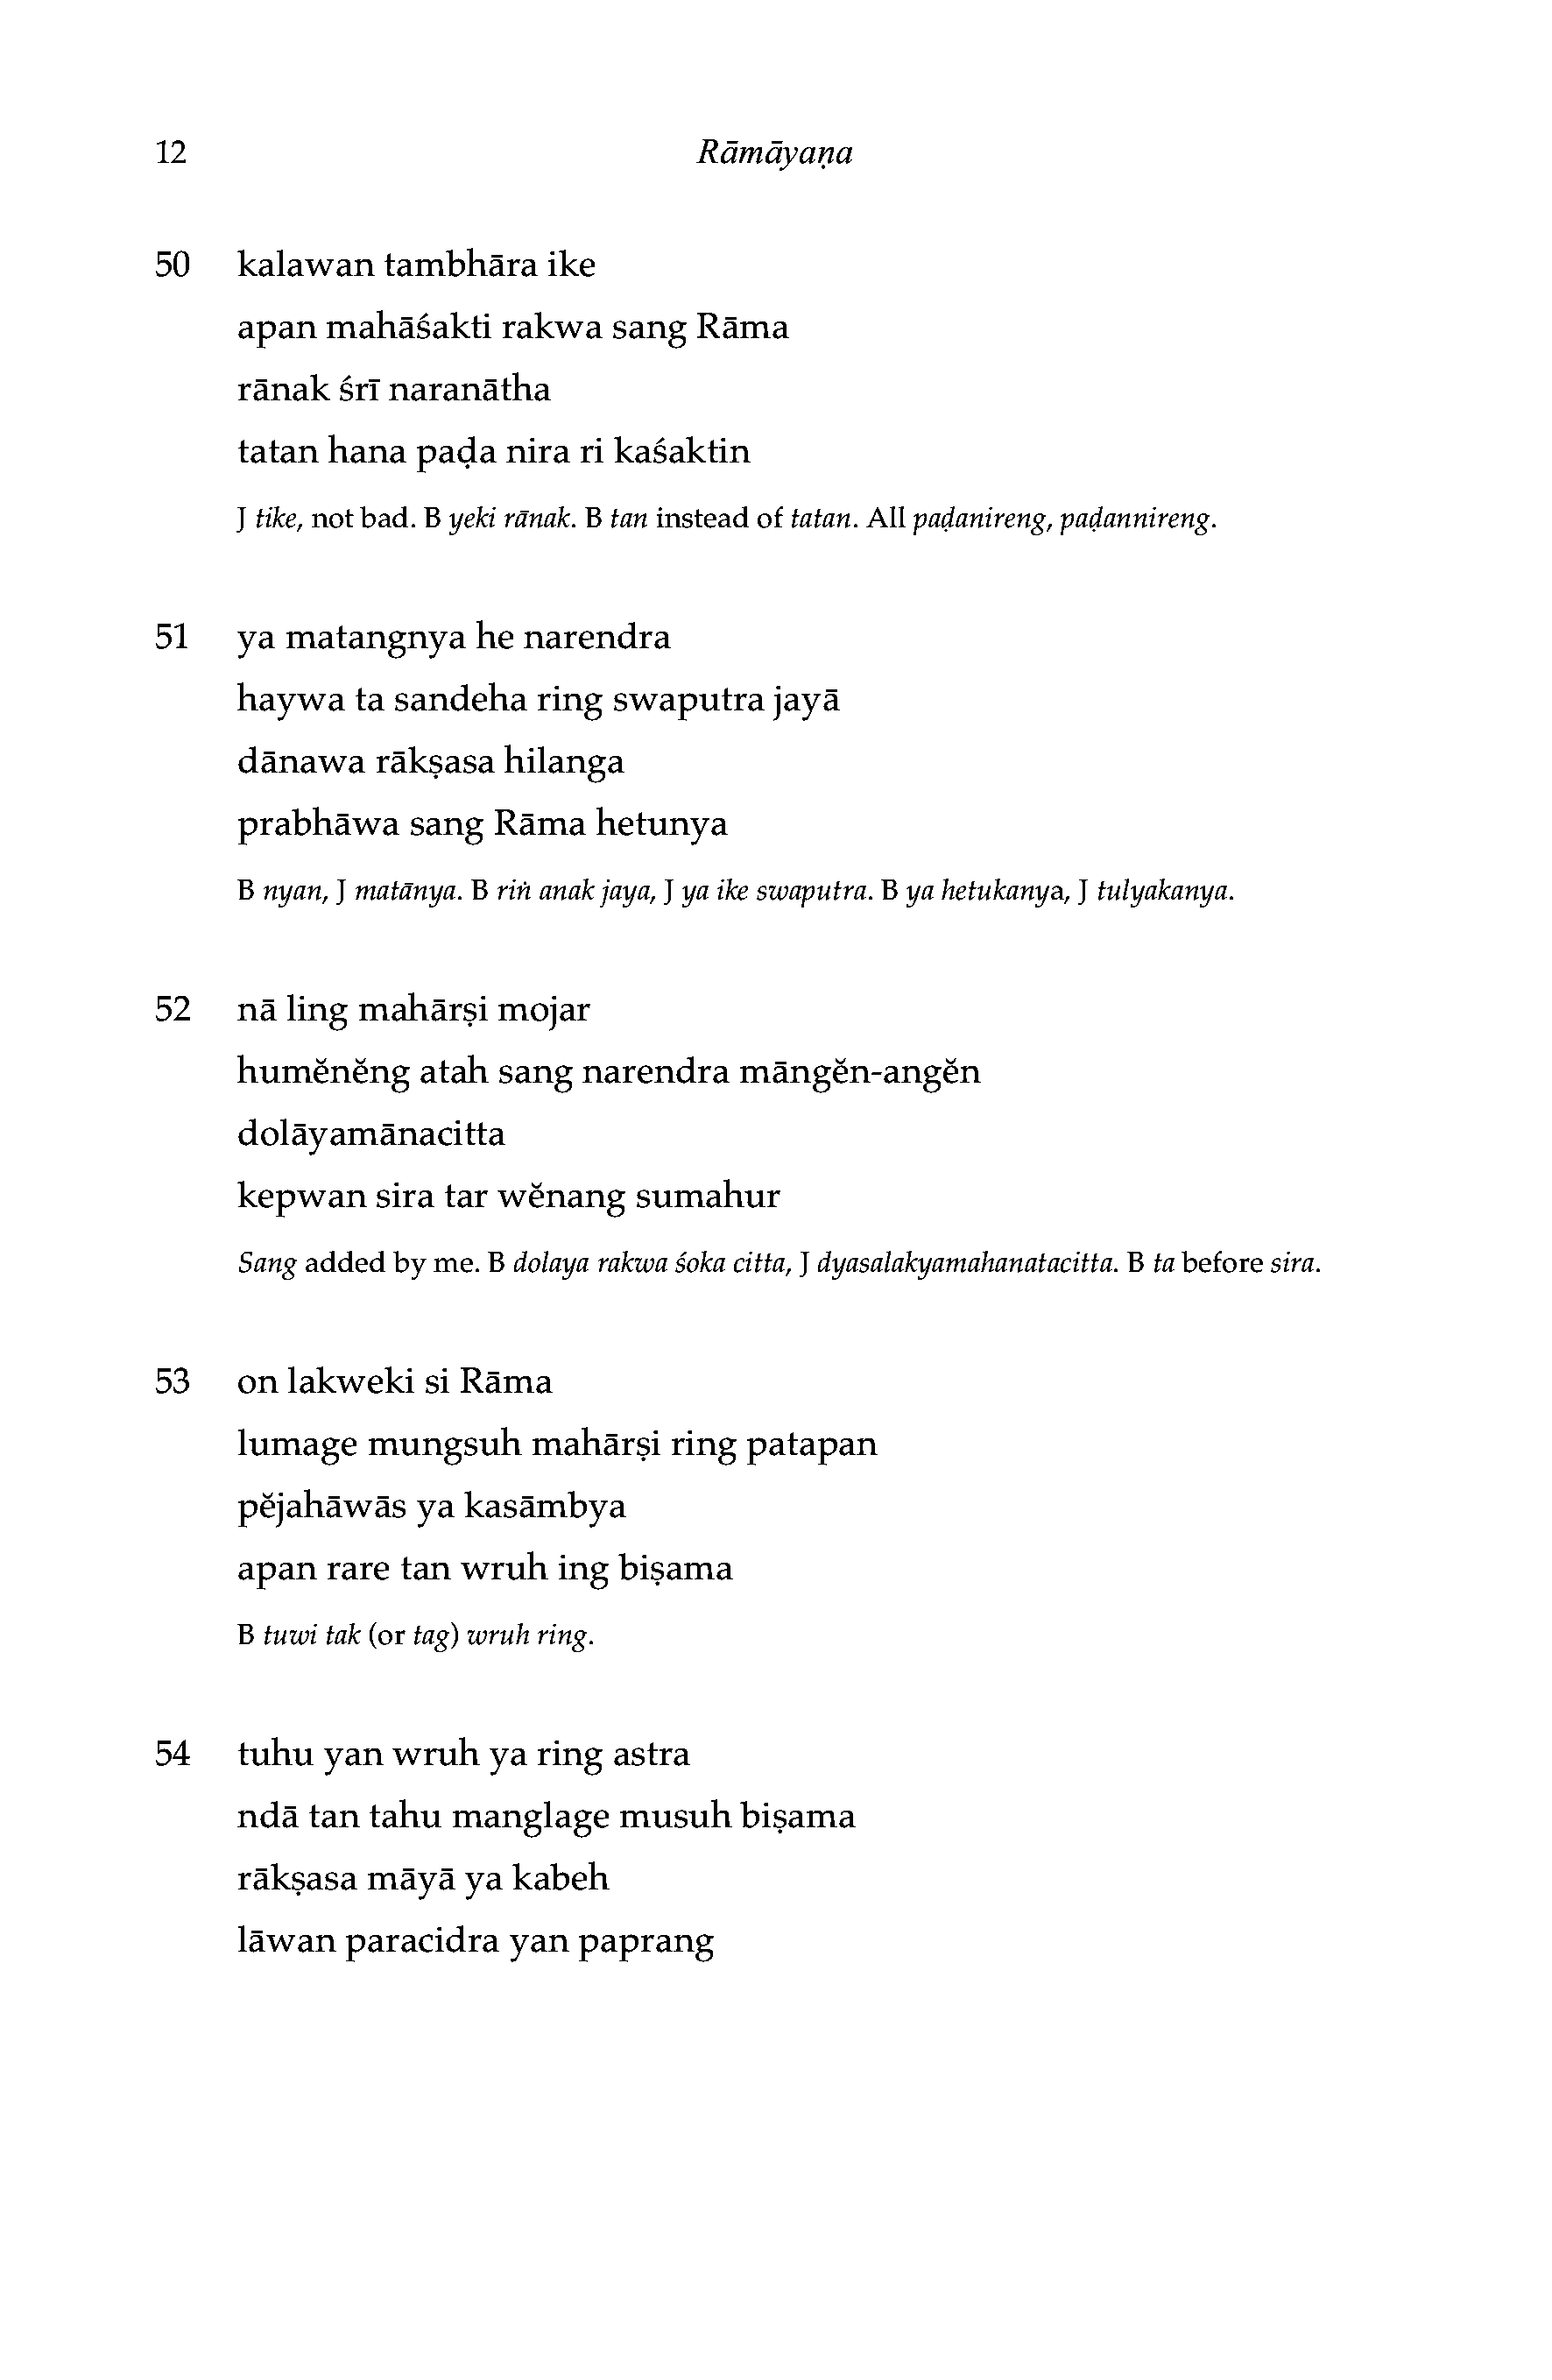 12 Rāmāyaṇa
50 kalawan tambhāra ike
apan mahāśakti rakwa sang Rāma
rānak śrī naranātha
tatan hana paḍa nira ri kaśaktin
J tike, not bad. B yeki rānak. B tan instead of tatan. All paḍanireng, paḍannireng.
51 ya matangnya he narendra
haywa ta sandeha ring swaputra jayā
dānawa rākṣasa hilanga
prabhāwa sang Rāma hetunya
B nyan, J matānya. B riṅ anak jaya, J ya ike swaputra. B ya hetukanya, J tulyakanya.
52 nā ling mahārṣi mojar
humĕnĕng atah sang narendra māngĕn-angĕn
dolāyamānacitta
kepwan sira tar wĕnang sumahur
Sang added by me. B dolaya rakwa śoka citta, J dyasalakyamahanatacitta. B ta before sira.
53 on lakweki si Rāma
lumage mungsuh mahārṣi ring patapan
pĕjahāwās ya kasāmbya
apan rare tan wruh ing biṣama
B tuwi tak (or tag) wruh ring.
54 tuhu yan wruh ya ring astra
ndā tan tahu manglage musuh biṣama
rākṣasa māyā ya kabeh
lāwan paracidra yan paprang